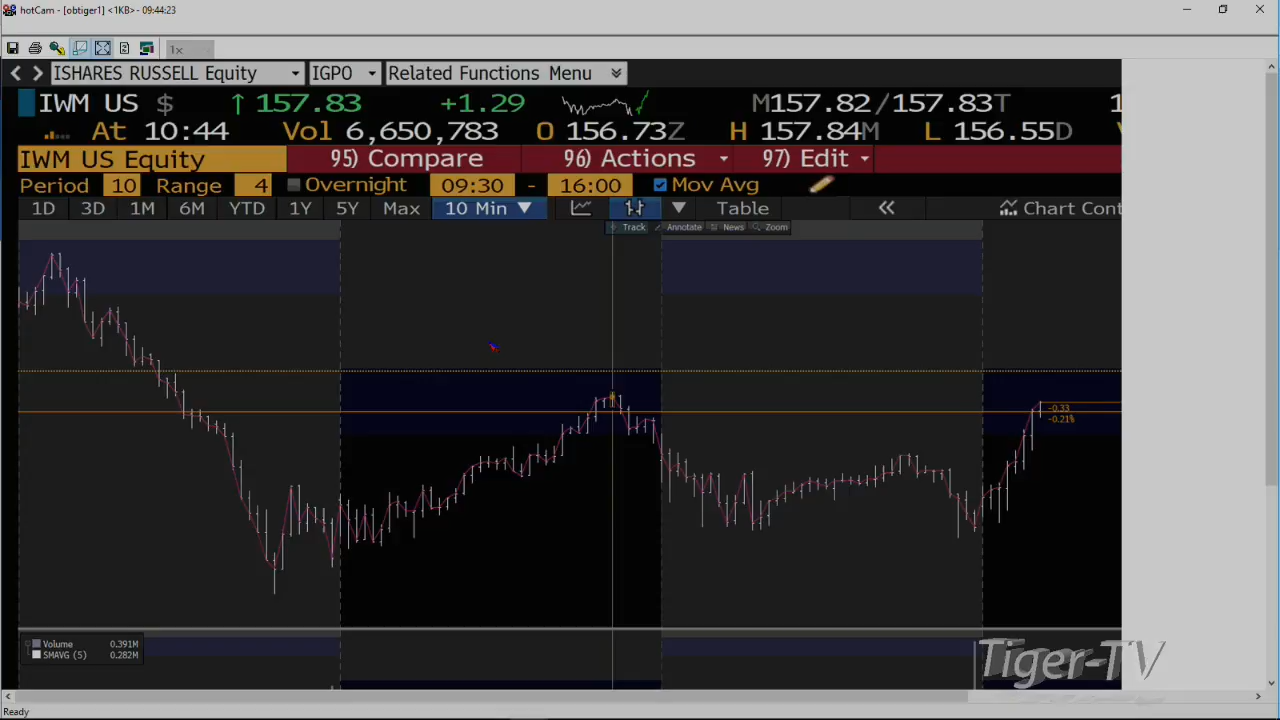 hotCam - [obtiger1] <1KB> - 09:44:23
1x
ISHARES RUSSELL Equity IGPO Related Functions Menu
IWM US $ ↑ 157.83 +1.29 M157.82/157.83T 1
At 10:44 Vol 6,650,783 O 156.73Z H 157.84M L 156.55D
IWM US Equity 95) Compare 96) Actions 97) Edit
Period 10 Range 4 Overnight 09:30 - 16:00 Mov Avg
1D 3D 1M 6M YTD 1Y 5Y Max 10 Min ▼ ▼ Table « Chart Cont
Track Annotate News Zoom
-0.33
-0.21%
Volume 0.391M
SMAVG (5) 0.282M
Tiger-TV
Ready